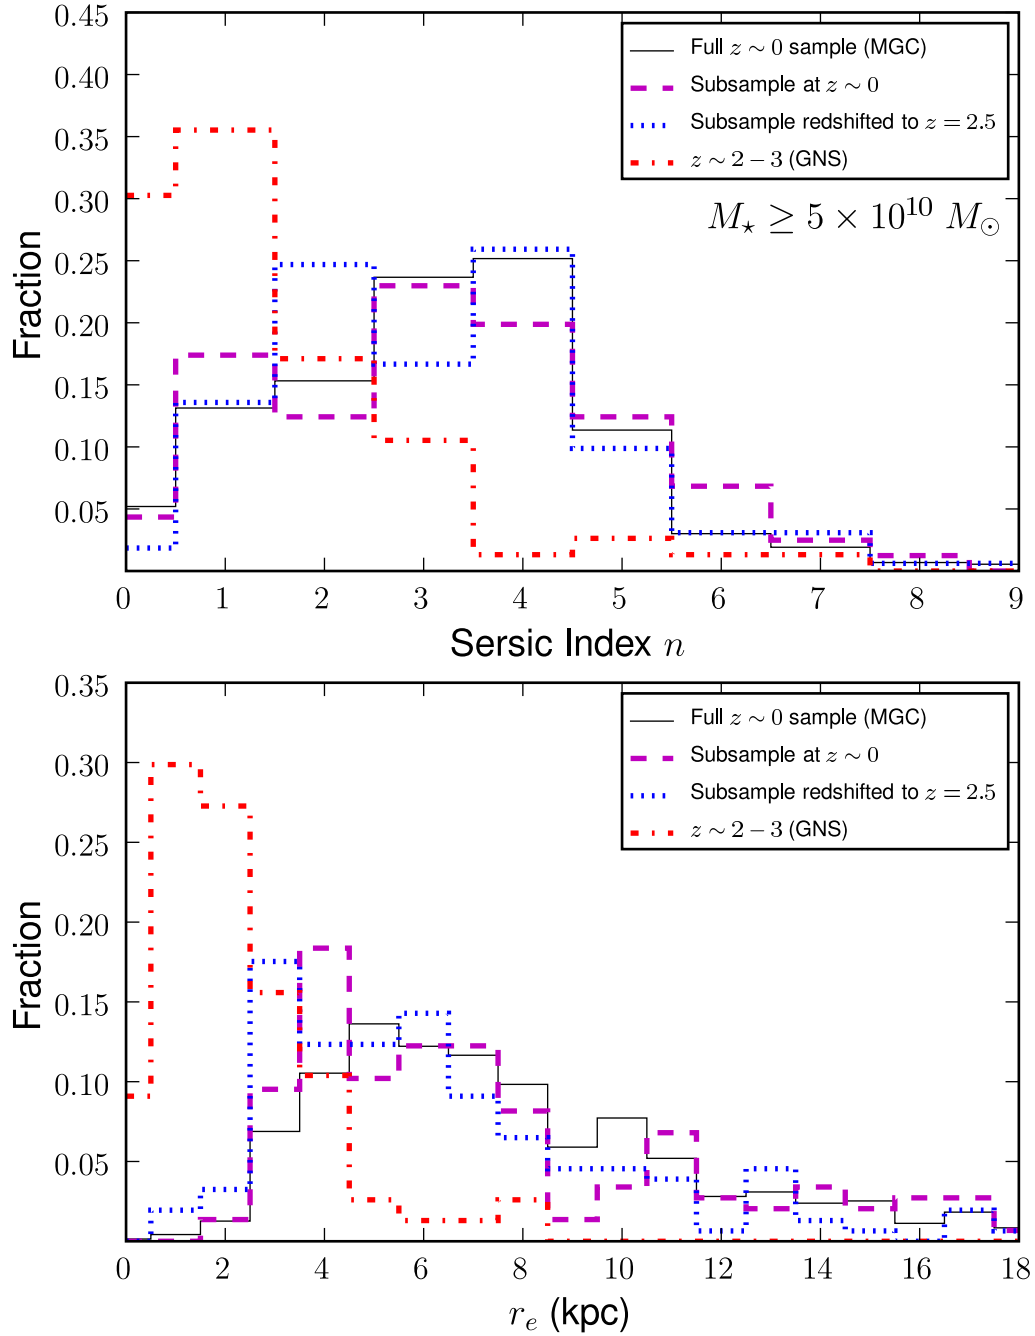 0.45
0.40
0.35
0.30
0.25
0.20
0.15
0.10
0.05
Fraction
Full z ∼ 0 sample (MGC)
Subsample at z ∼ 0
Subsample redshifted to z = 2.5
z ∼ 2 − 3 (GNS)
M⋆ ≥ 5 × 10¹⁰ M⊙
0 1 2 3 4 5 6 7 8 9
Sersic Index n
0.35
0.30
0.25
0.20
0.15
0.10
0.05
Fraction
Full z ∼ 0 sample (MGC)
Subsample at z ∼ 0
Subsample redshifted to z = 2.5
z ∼ 2 − 3 (GNS)
0 2 4 6 8 10 12 14 16 18
rₑ (kpc)